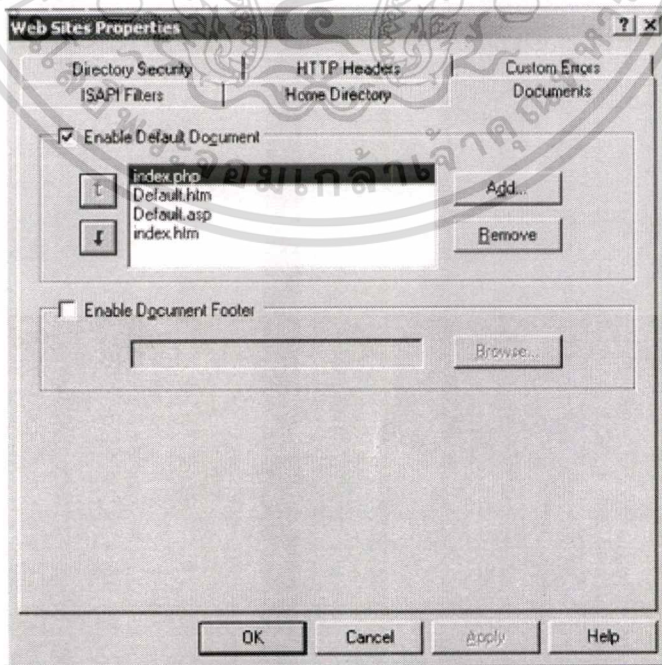 Web Sites Properties
Directory Security
HTTP Headers
Custom Errors
ISAPI Filters
Home Directory
Documents
Enable Default Document
index.php
Default.htm
Default.asp
index.htm
Add...
Remove
Enable Document Footer
Browse...
OK
Cancel
Apply
Help